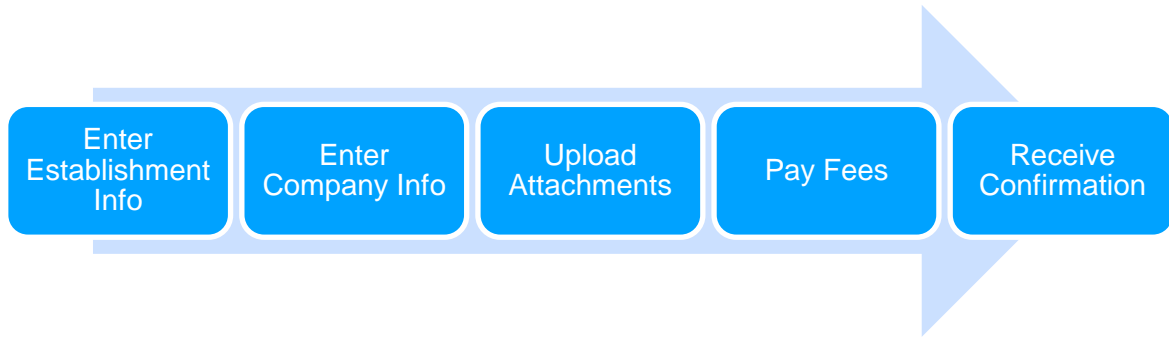 Enter
Establishment
Info
Enter
Company Info
Upload
Attachments
Pay Fees
Receive
Confirmation